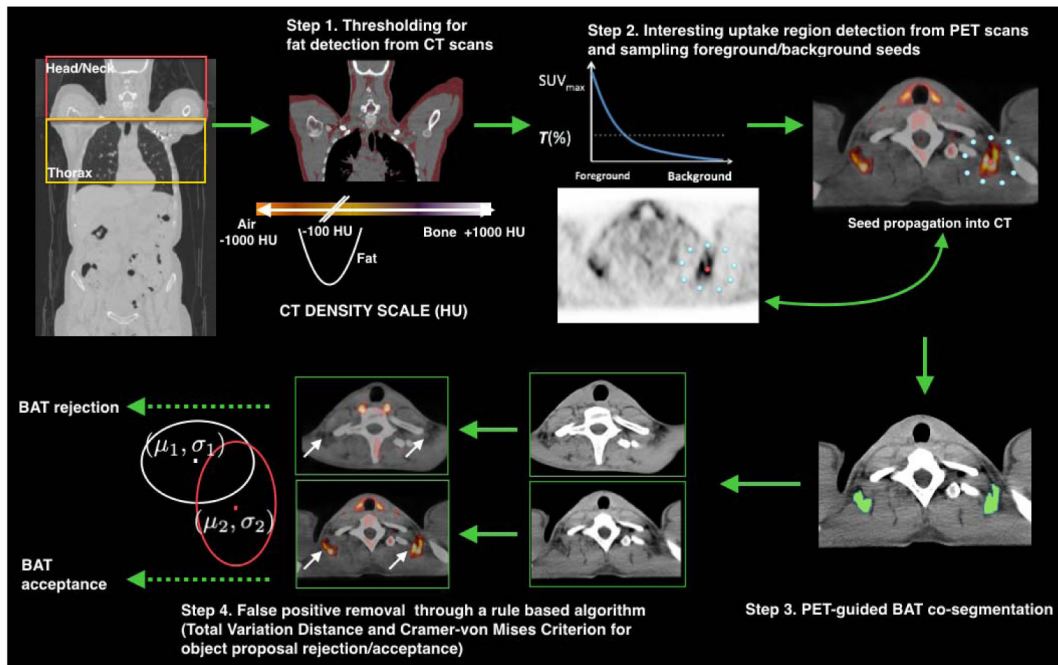 Head/Neck
Thorax
Step 1. Thresholding for
fat detection from CT scans
Air
-1000 HU
-100 HU
Bone +1000 HU
Fat
CT DENSITY SCALE (HU)
Step 2. Interesting uptake region detection from PET scans
and sampling foreground/background seeds
SUVmax
T(%)
Foreground
Background
Seed propagation into CT
Step 3. PET-guided BAT co-segmentation
BAT rejection
(μ₁, σ₁)
(μ₂, σ₂)
BAT
acceptance
Step 4. False positive removal through a rule based algorithm
(Total Variation Distance and Cramer-von Mises Criterion for
object proposal rejection/acceptance)